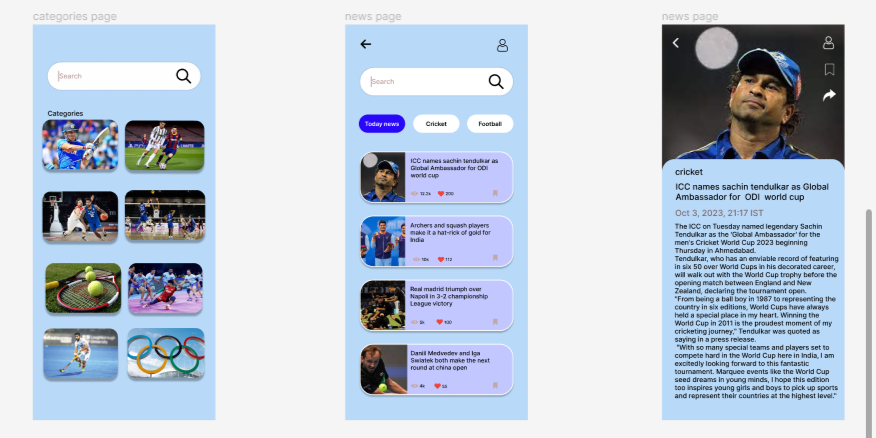 categories page
Search
Categories
news page
Search
Today news
Cricket
Football
ICC names sachin tendulkar as
Global Ambassador for ODI
world cup
12.2k
200
Archers and squash players
make it a hat-rick of gold for
India
10k
112
Real madrid triumph over
Napoli in 3-2 championship
League victory
5k
100
Daniil Medvedev and Iga
Swiatek both make the next
round at china open
4k
58
news page
cricket
ICC names sachin tendulkar as Global
Ambassador for ODI world cup
Oct 3, 2023, 21:17 IST
The ICC on Tuesday named legendary Sachin
Tendulkar as the 'Global Ambassador' for the
men's Cricket World Cup 2023 beginning
Thursday in Ahmedabad.
Tendulkar, who has an enviable record of featuring
in six 50 over World Cups in his decorated career,
will walk out with the World Cup trophy before the
opening match between England and New
Zealand, declaring the tournament open.
"From being a ball boy in 1987 to representing the
country in six editions, World Cups have always
held a special place in my heart. Winning the
World Cup in 2011 is the proudest moment of my
cricketing journey," Tendulkar was quoted as
saying in a press release.
"With so many special teams and players set to
compete hard in the World Cup here in India, I am
excitedly looking forward to this fantastic
tournament. Marquee events like the World Cup
seed dreams in young minds, I hope this edition
too inspires young girls and boys to pick up sports
and represent their countries at the highest level."